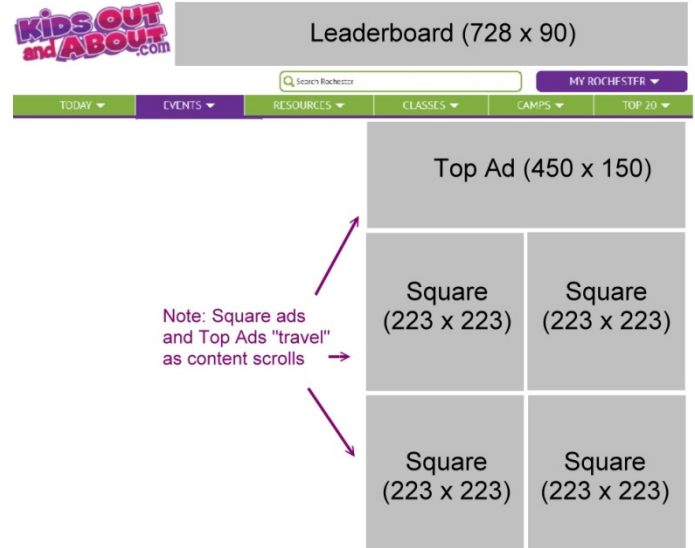 KIDS OUT
and ABOUT
.com
Leaderboard (728 x 90)
Search Rochester
MY ROCHESTER
TODAY
EVENTS
RESOURCES
CLASSES
CAMPS
TOP 20
Top Ad (450 x 150)
Square
(223 x 223)
Square
(223 x 223)
Note: Square ads
and Top Ads "travel"
as content scrolls
Square
(223 x 223)
Square
(223 x 223)